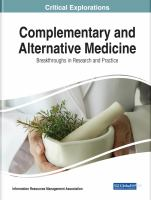 Critical Explorations
Complementary and
Alternative Medicine
Breakthroughs in Research and Practice
Information Resources Management Association